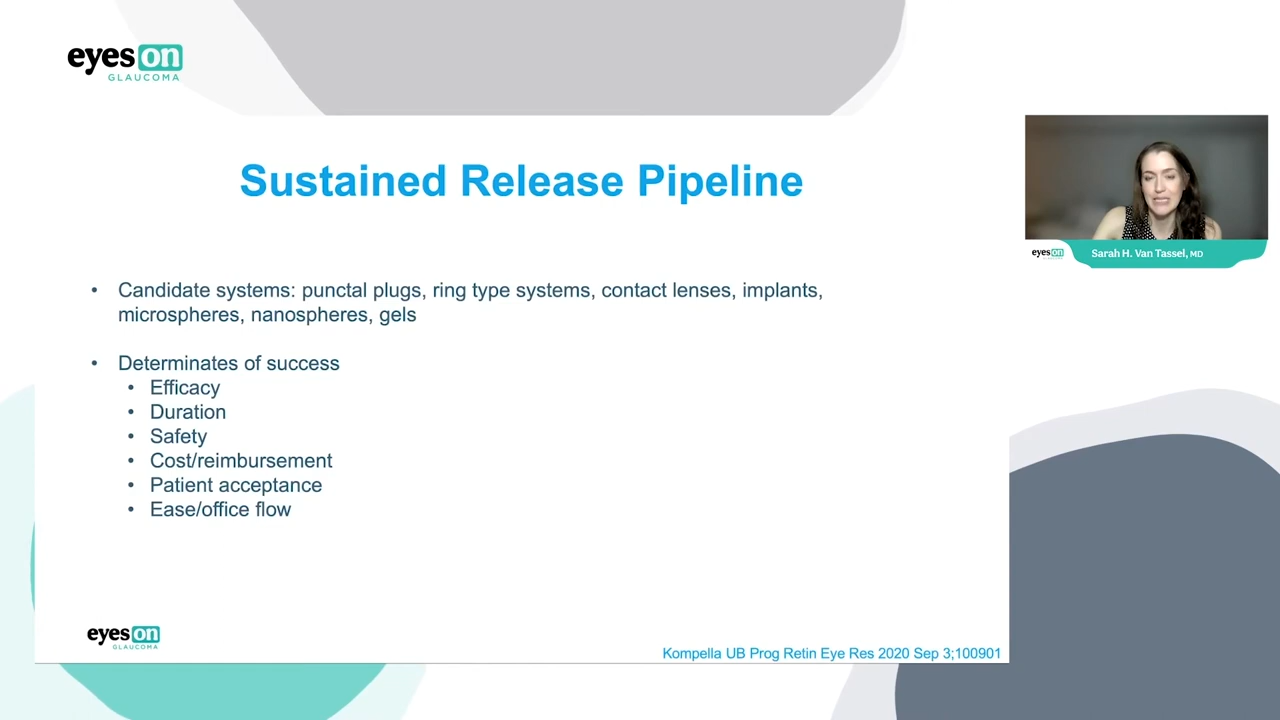 eyes on
GLAUCOMA
Sustained Release Pipeline
• Candidate systems: punctal plugs, ring type systems, contact lenses, implants,
microspheres, nanospheres, gels
• Determinates of success
• Efficacy
• Duration
• Safety
• Cost/reimbursement
• Patient acceptance
• Ease/office flow
eyes on
GLAUCOMA
Kompella UB Prog Retin Eye Res 2020 Sep 3;100901
eyes on
Sarah H. Van Tassel, MD